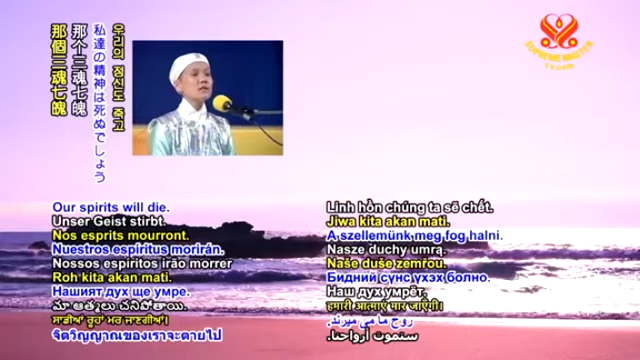 SUPREME MASTER
TV.com
우리의 정신도 죽고
私達の精神は死ぬでしょう
那个三魂七魄
那個三魂七魄
Our spirits will die.
Unser Geist stirbt.
Nos esprits mourront.
Nuestros espíritus morirán.
Nossos espíritos irão morrer
Roh kita akan mati.
Нашият дух ще умре.
మా ఆత్మలు చనిపోతాయి.
ਸਾਡੀਆਂ ਰੂਹਾਂ ਮਰ ਜਾਣਗੀਆਂ।
จิตวิญญาณของเราจะตายไป
Linh hồn chúng ta sẽ chết.
Jiwa kita akan mati.
A szellemünk meg fog halni.
Nasze duchy umrą.
Naše duše zemřou.
Бидний сүнс үхэх болно.
Наш дух умрёт.
हमारी आत्माएं मार जाएंगी।
روح ما می میرند.
ستموت أرواحنا.